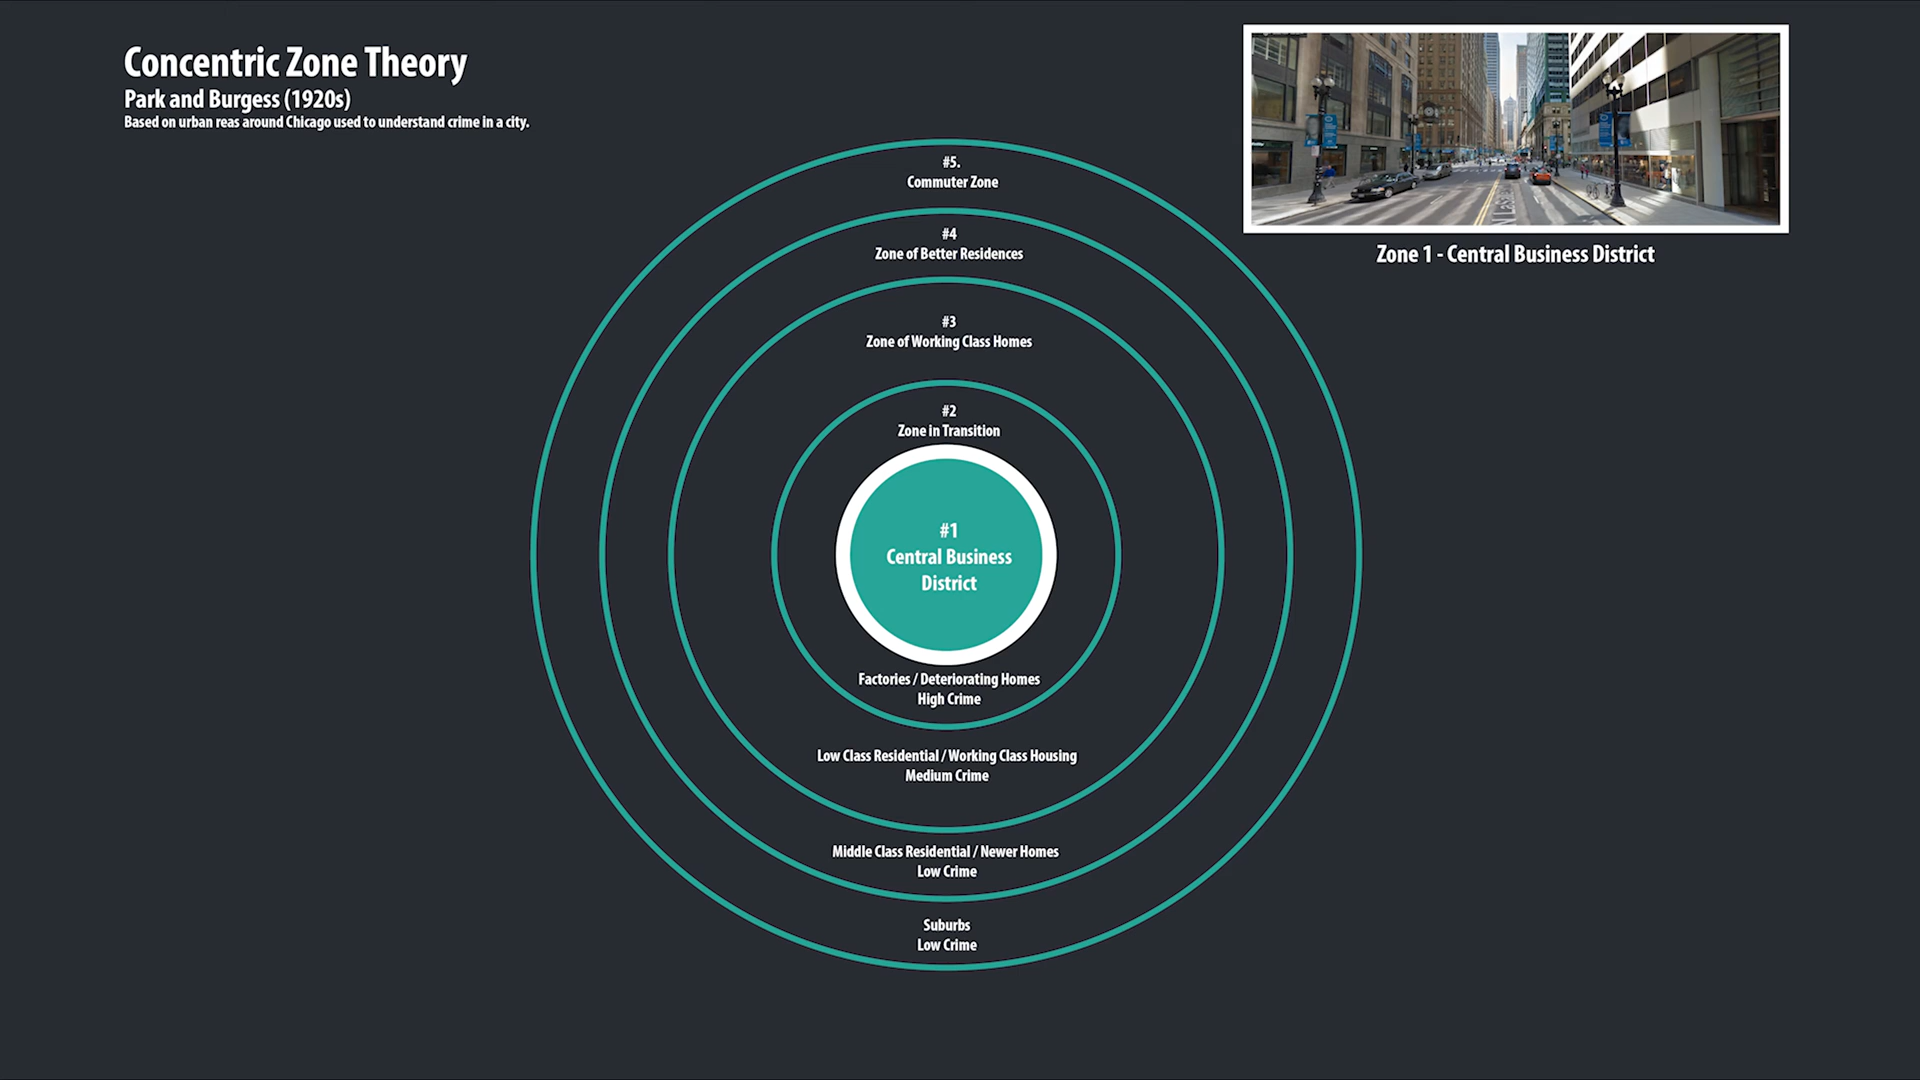 Concentric Zone Theory
Park and Burgess (1920s)
Based on urban reas around Chicago used to understand crime in a city.
Zone 1 - Central Business District
#5.
Commuter Zone
#4
Zone of Better Residences
#3
Zone of Working Class Homes
#2
Zone in Transition
#1
Central Business
District
Factories / Deteriorating Homes
High Crime
Low Class Residential / Working Class Housing
Medium Crime
Middle Class Residential / Newer Homes
Low Crime
Suburbs
Low Crime